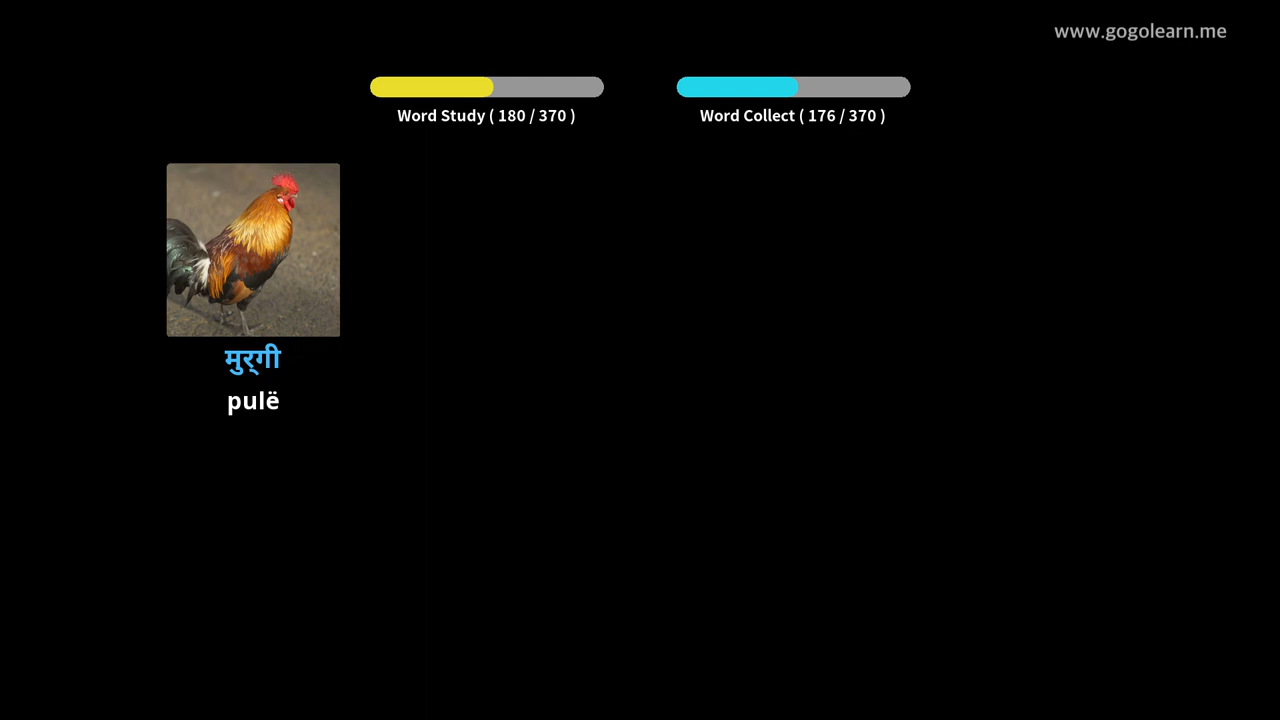 www.gogolearn.me
Word Study ( 180 / 370 )
Word Collect ( 176 / 370 )
मुर्‌गी
pulë